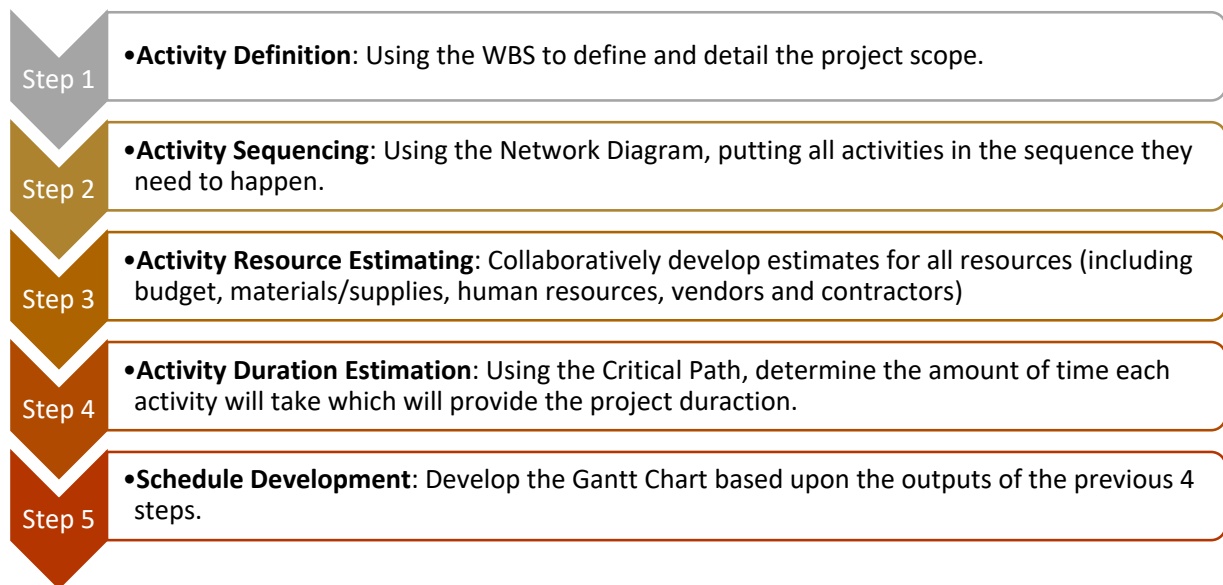 Step 1
•Activity Definition: Using the WBS to define and detail the project scope.
Step 2
•Activity Sequencing: Using the Network Diagram, putting all activities in the sequence they
need to happen.
Step 3
•Activity Resource Estimating: Collaboratively develop estimates for all resources (including
budget, materials/supplies, human resources, vendors and contractors)
Step 4
•Activity Duration Estimation: Using the Critical Path, determine the amount of time each
activity will take which will provide the project duraction.
Step 5
•Schedule Development: Develop the Gantt Chart based upon the outputs of the previous 4
steps.